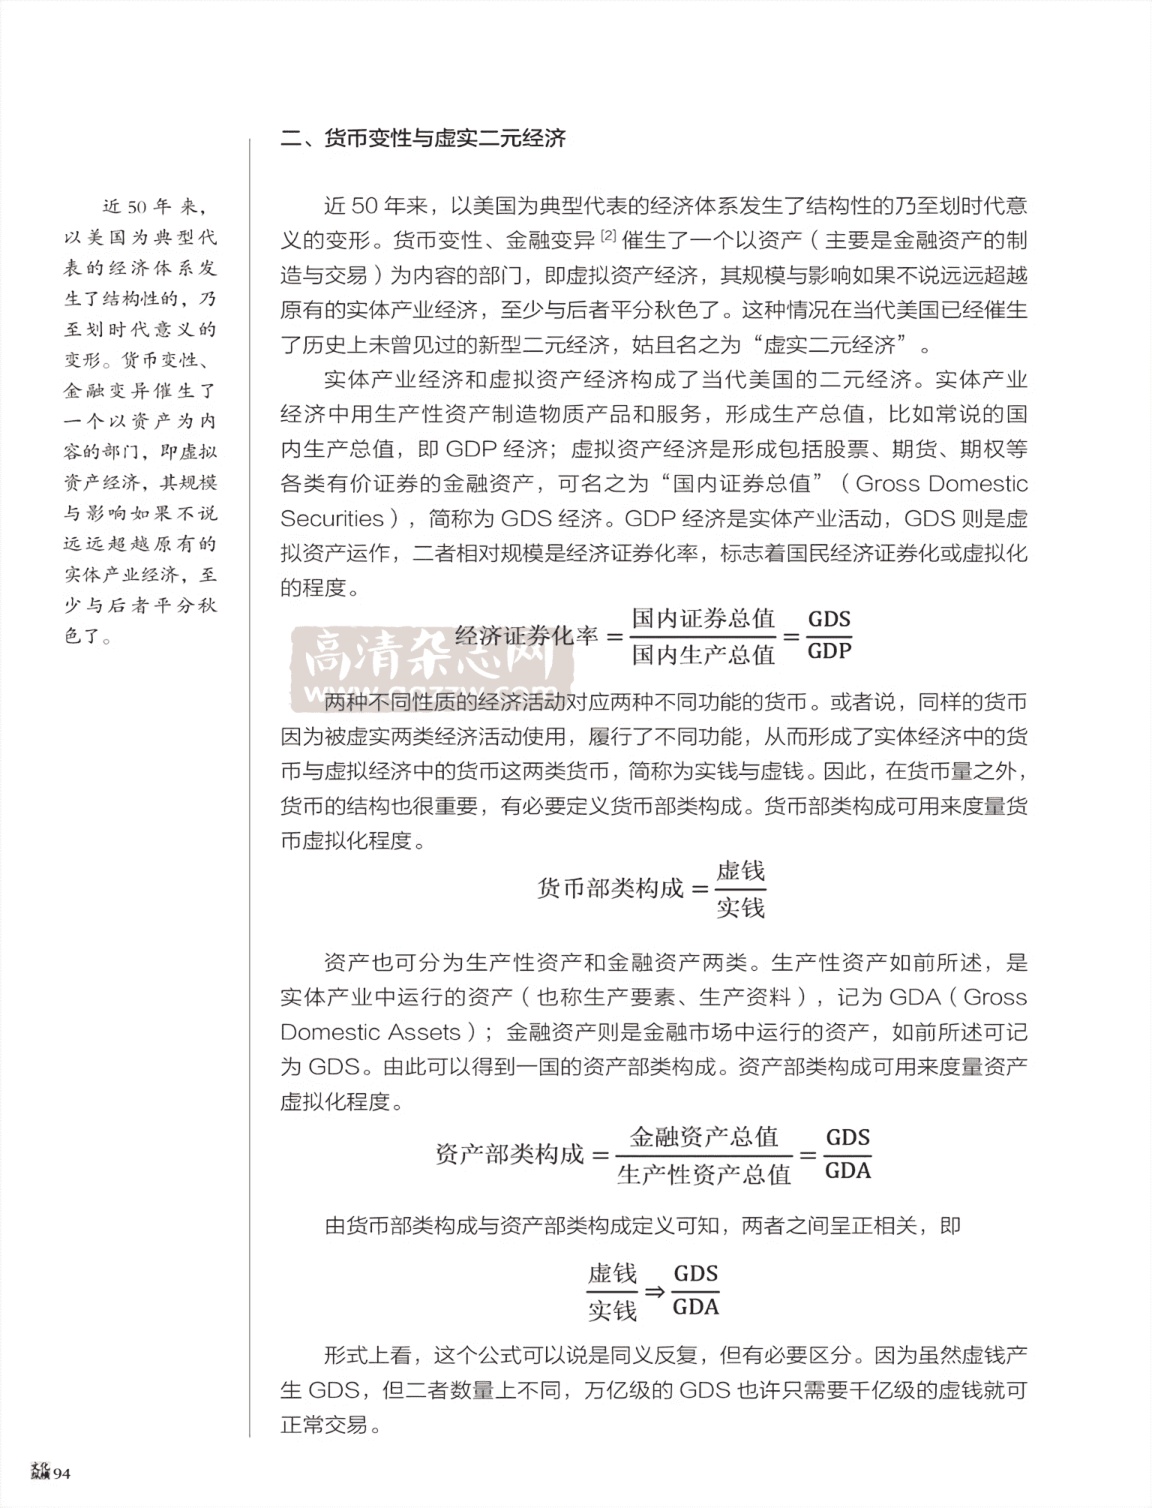 二、货币变性与虚实二元经济
近 50 年 来，
以美国为典型代
表的经济体系发
生了结构性的，乃
至划时代意义的
变形。货币变性、
金融变异催生了
一个以资产为内
容的部门，即虚拟
资产经济，其规模
与影响如果不说
远远超越原有的
实体产业经济，至
少与后者平分秋
色了。
近 50 年来，以美国为典型代表的经济体系发生了结构性的乃至划时代意
义的变形。货币变性、金融变异 [2] 催生了一个以资产（主要是金融资产的制
造与交易）为内容的部门，即虚拟资产经济，其规模与影响如果不说远远超越
原有的实体产业经济，至少与后者平分秋色了。这种情况在当代美国已经催生
了历史上未曾见过的新型二元经济，姑且名之为“虚实二元经济”。
实体产业经济和虚拟资产经济构成了当代美国的二元经济。实体产业
经济中用生产性资产制造物质产品和服务，形成生产总值，比如常说的国
内生产总值，即 GDP 经济；虚拟资产经济是形成包括股票、期货、期权等
各类有价证券的金融资产，可名之为“国内证券总值”（Gross Domestic
Securities），简称为 GDS 经济。GDP 经济是实体产业活动，GDS 则是虚
拟资产运作，二者相对规模是经济证券化率，标志着国民经济证券化或虚拟化
的程度。
经济证券化率 = 国内证券总值/国内生产总值 = GDS/GDP
高清杂志网
www.gqzzw.com
两种不同性质的经济活动对应两种不同功能的货币。或者说，同样的货币
因为被虚实两类经济活动使用，履行了不同功能，从而形成了实体经济中的货
币与虚拟经济中的货币这两类货币，简称为实钱与虚钱。因此，在货币量之外，
货币的结构也很重要，有必要定义货币部类构成。货币部类构成可用来度量货
币虚拟化程度。
货币部类构成 = 虚钱/实钱
资产也可分为生产性资产和金融资产两类。生产性资产如前所述，是
实体产业中运行的资产（也称生产要素、生产资料），记为 GDA（Gross
Domestic Assets）；金融资产则是金融市场中运行的资产，如前所述可记
为 GDS。由此可以得到一国的资产部类构成。资产部类构成可用来度量资产
虚拟化程度。
资产部类构成 = 金融资产总值/生产性资产总值 = GDS/GDA
由货币部类构成与资产部类构成定义可知，两者之间呈正相关，即
虚钱/实钱 ⇒ GDS/GDA
形式上看，这个公式可以说是同义反复，但有必要区分。因为虽然虚钱产
生 GDS，但二者数量上不同，万亿级的 GDS 也许只需要千亿级的虚钱就可
正常交易。
文化纵横 94